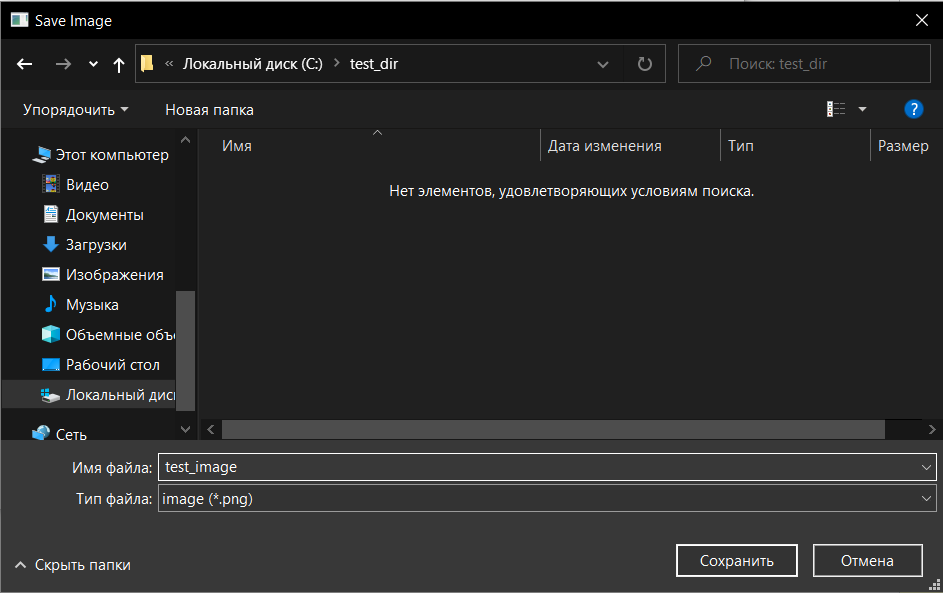 Save Image
« Локальный диск (C:) › test_dir
Поиск: test_dir
Упорядочить
Новая папка
?
Имя
Дата изменения
Тип
Размер
Этот компьютер
Видео
Документы
Загрузки
Изображения
Музыка
Объемные объе
Рабочий стол
Локальный дис
Сеть
Нет элементов, удовлетворяющих условиям поиска.
Имя файла: test_image
Тип файла: image (*.png)
Скрыть папки
Сохранить
Отмена